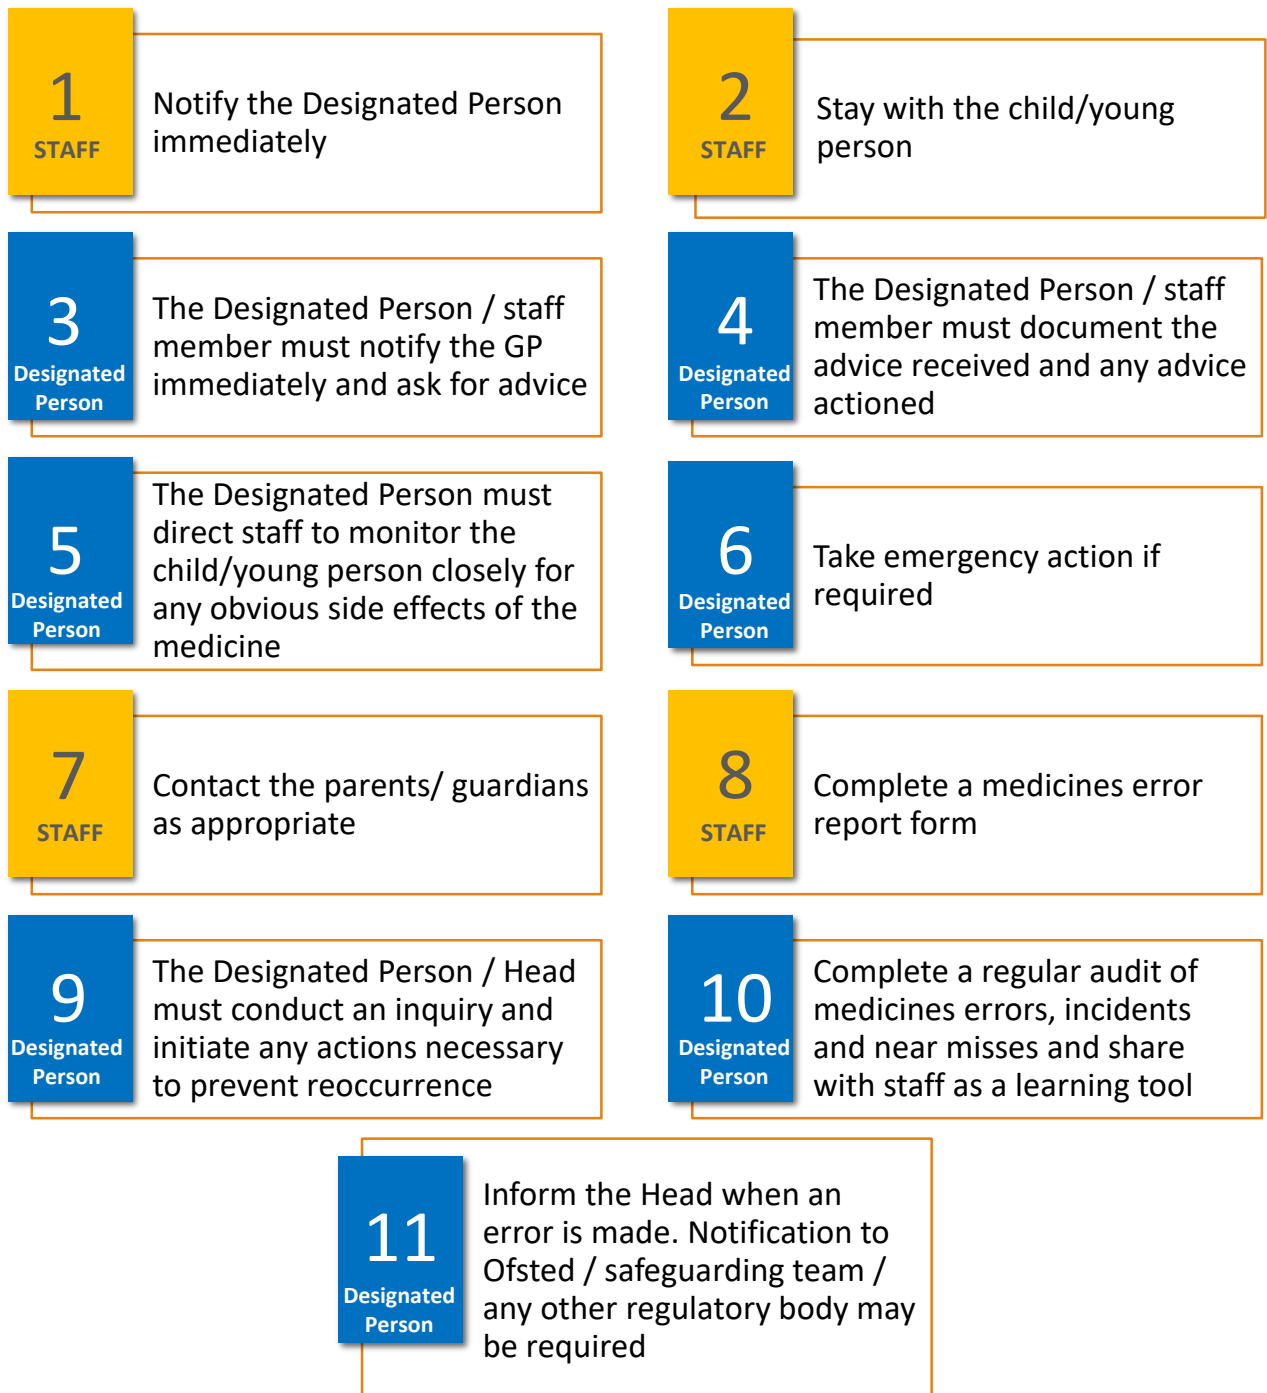 1
STAFF
Notify the Designated Person
immediately
2
STAFF
Stay with the child/young
person
3
Designated
Person
The Designated Person / staff
member must notify the GP
immediately and ask for advice
4
Designated
Person
The Designated Person / staff
member must document the
advice received and any advice
actioned
5
Designated
Person
The Designated Person must
direct staff to monitor the
child/young person closely for
any obvious side effects of the
medicine
6
Designated
Person
Take emergency action if
required
7
STAFF
Contact the parents/ guardians
as appropriate
8
STAFF
Complete a medicines error
report form
9
Designated
Person
The Designated Person / Head
must conduct an inquiry and
initiate any actions necessary
to prevent reoccurrence
10
Designated
Person
Complete a regular audit of
medicines errors, incidents
and near misses and share
with staff as a learning tool
11
Designated
Person
Inform the Head when an
error is made. Notification to
Ofsted / safeguarding team /
any other regulatory body may
be required